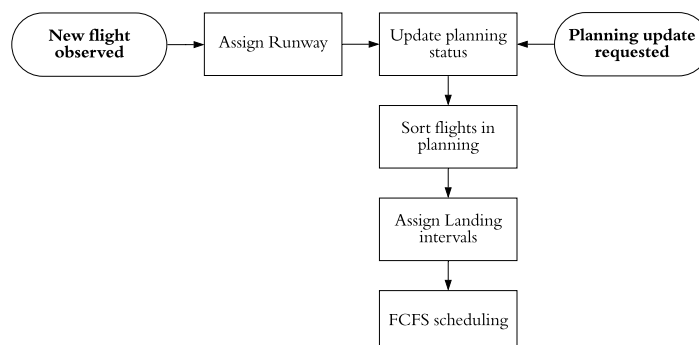 New flight
observed
Assign Runway
Update planning
status
Planning update
requested
Sort flights in
planning
Assign Landing
intervals
FCFS scheduling